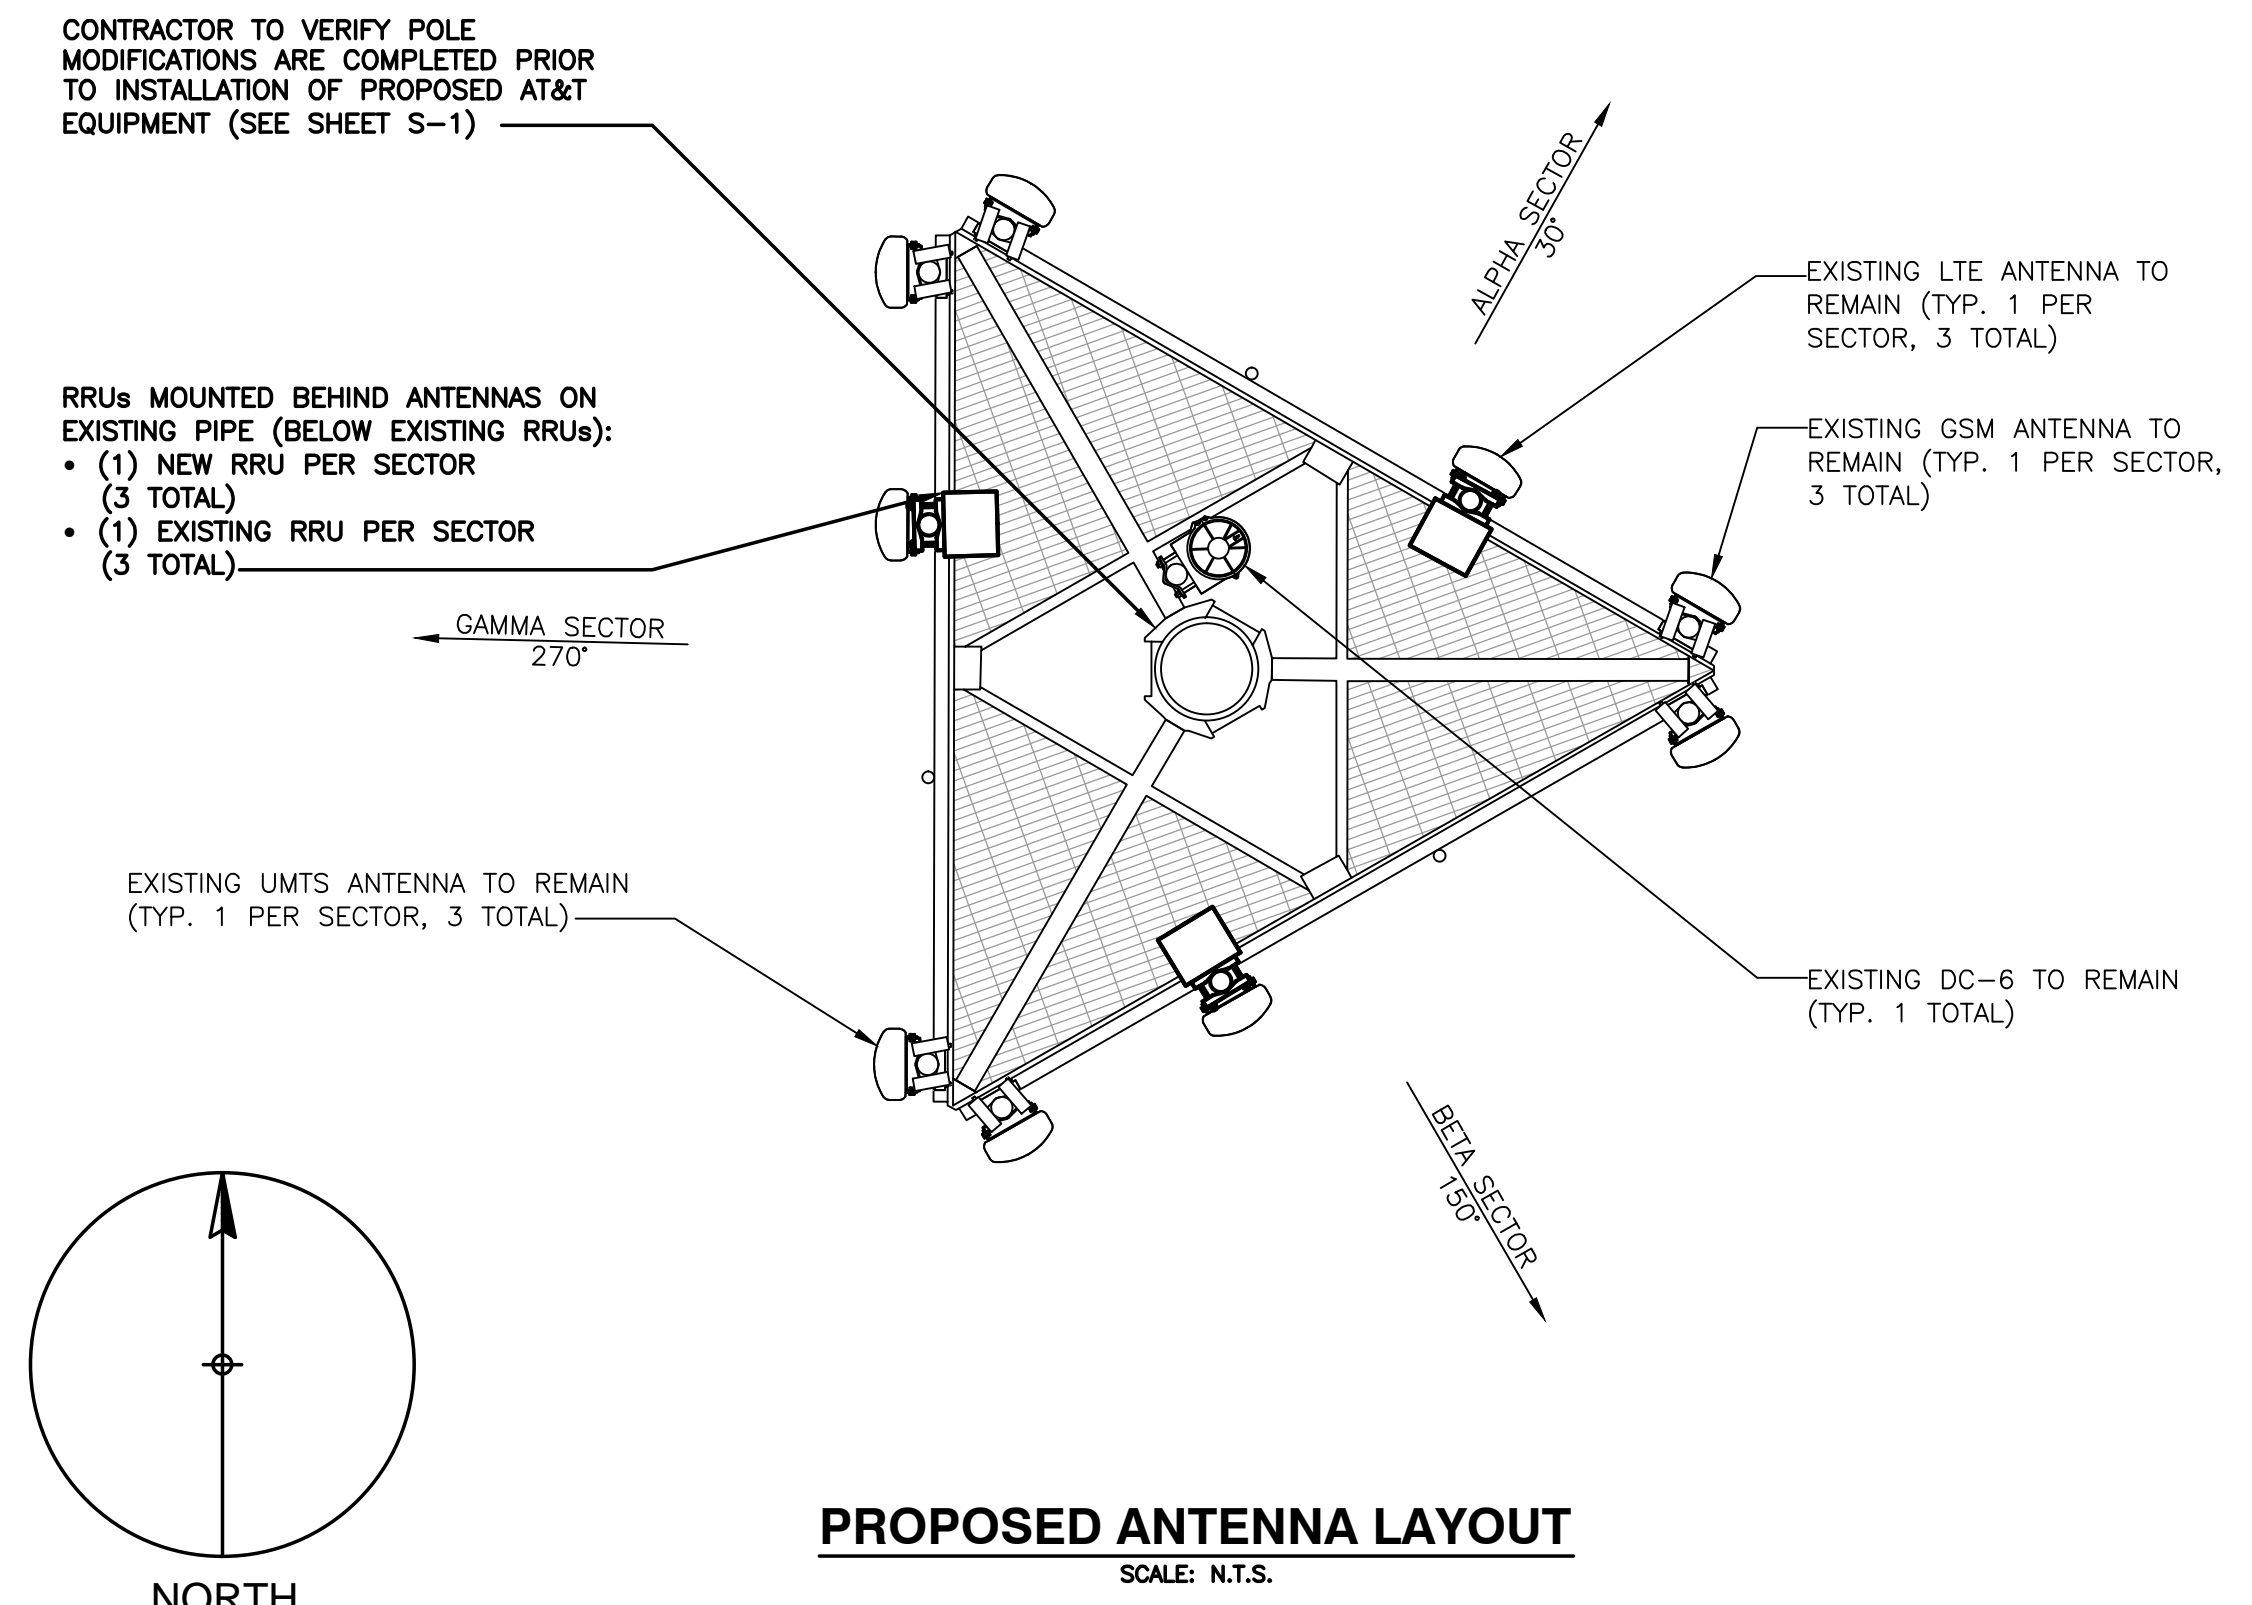 CONTRACTOR TO VERIFY POLE
MODIFICATIONS ARE COMPLETED PRIOR
TO INSTALLATION OF PROPOSED AT&T
EQUIPMENT (SEE SHEET S-1)
ALPHA SECTOR
30°
EXISTING LTE ANTENNA TO
REMAIN (TYP. 1 PER
SECTOR, 3 TOTAL)
RRUs MOUNTED BEHIND ANTENNAS ON
EXISTING PIPE (BELOW EXISTING RRUs):
• (1) NEW RRU PER SECTOR
(3 TOTAL)
• (1) EXISTING RRU PER SECTOR
(3 TOTAL)
EXISTING GSM ANTENNA TO
REMAIN (TYP. 1 PER SECTOR,
3 TOTAL)
GAMMA SECTOR
270°
EXISTING UMTS ANTENNA TO REMAIN
(TYP. 1 PER SECTOR, 3 TOTAL)
EXISTING DC-6 TO REMAIN
(TYP. 1 TOTAL)
BETA SECTOR
150°
PROPOSED ANTENNA LAYOUT
SCALE: N.T.S.
NORTH